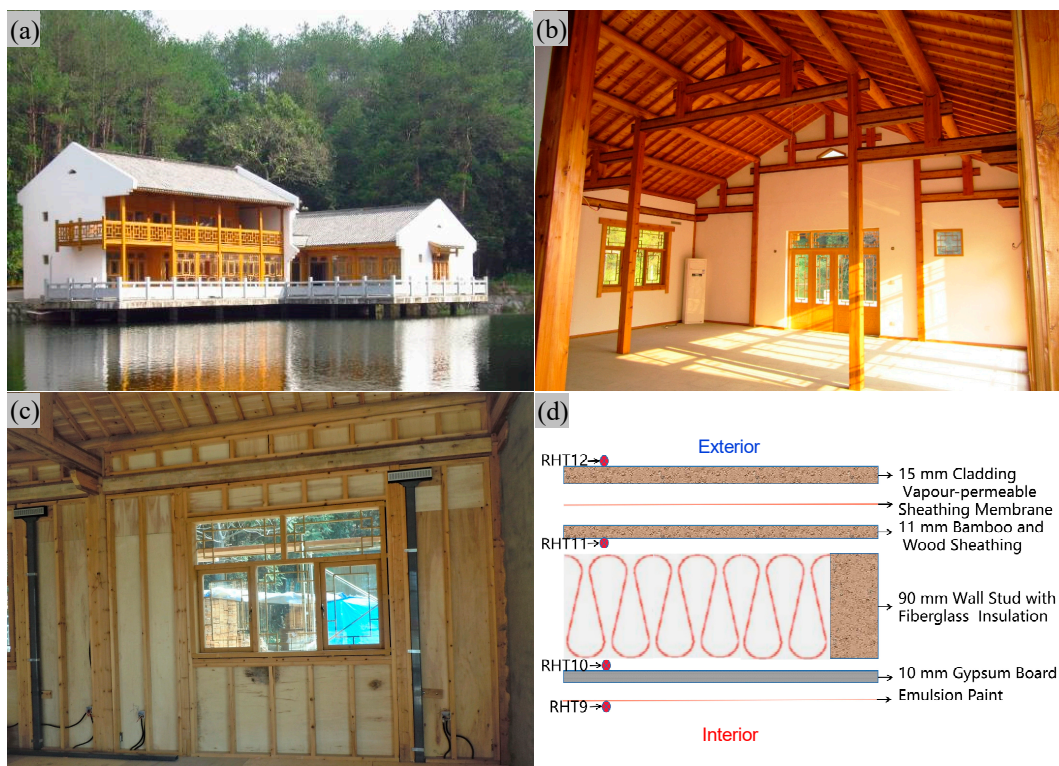 (a)
(b)
(c)
(d)
Exterior
RHT12
15 mm Cladding
Vapour-permeable
Sheathing Membrane
RHT11
11 mm Bamboo and
Wood Sheathing
90 mm Wall Stud with
Fiberglass Insulation
RHT10
10 mm Gypsum Board
Emulsion Paint
RHT9
Interior